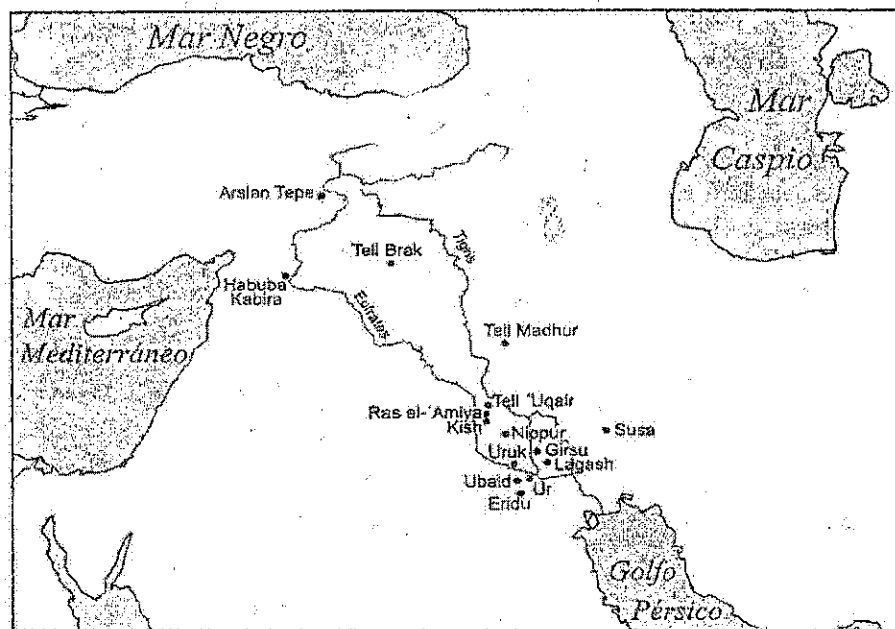 Mar Negro
Mar
Caspio
Arslan Tepe
Tell Brak
Tigris
Habuba
Kabira
Eufrates
Mar
Mediterráneo
Tell Madhur
Tell 'Uqair
Ras el-'Amiya
Kish
Nippur
Susa
Uruk
Girsu
Lagash
Ubaid
Ur
Eridu
Golfo
Pérsico